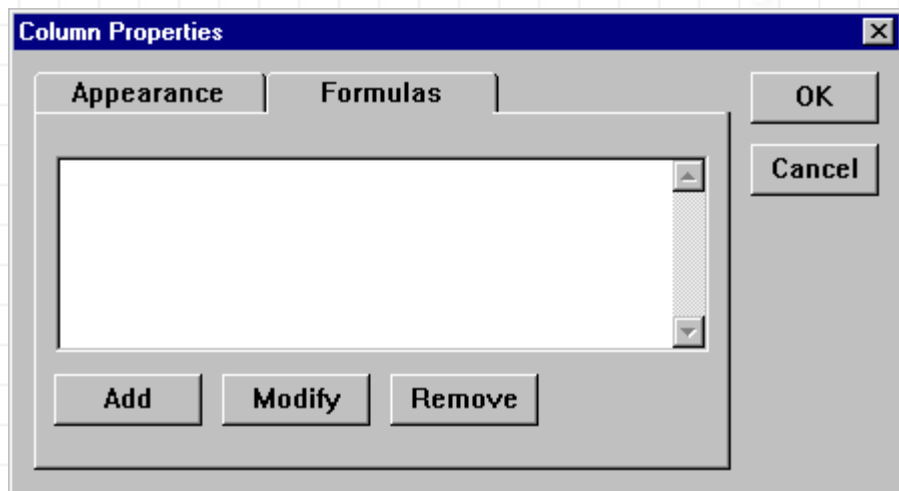 Column Properties
Appearance Formulas
OK
Cancel
Add Modify Remove